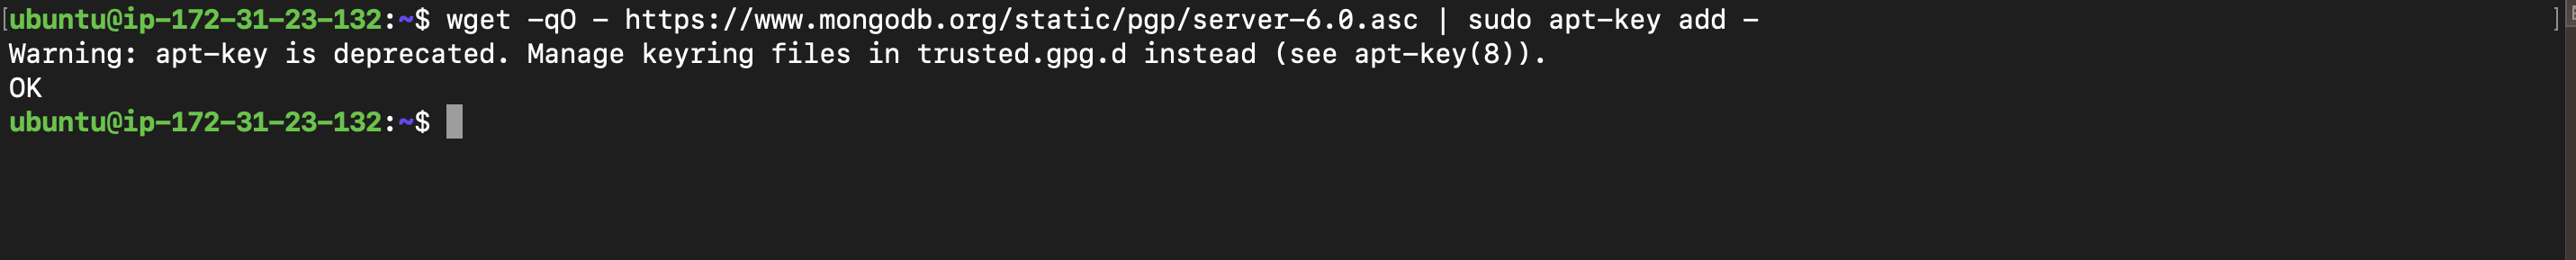 [ubuntu@ip-172-31-23-132:~$ wget -qO - https://www.mongodb.org/static/pgp/server-6.0.asc | sudo apt-key add - ]
Warning: apt-key is deprecated. Manage keyring files in trusted.gpg.d instead (see apt-key(8)).
OK
ubuntu@ip-172-31-23-132:~$